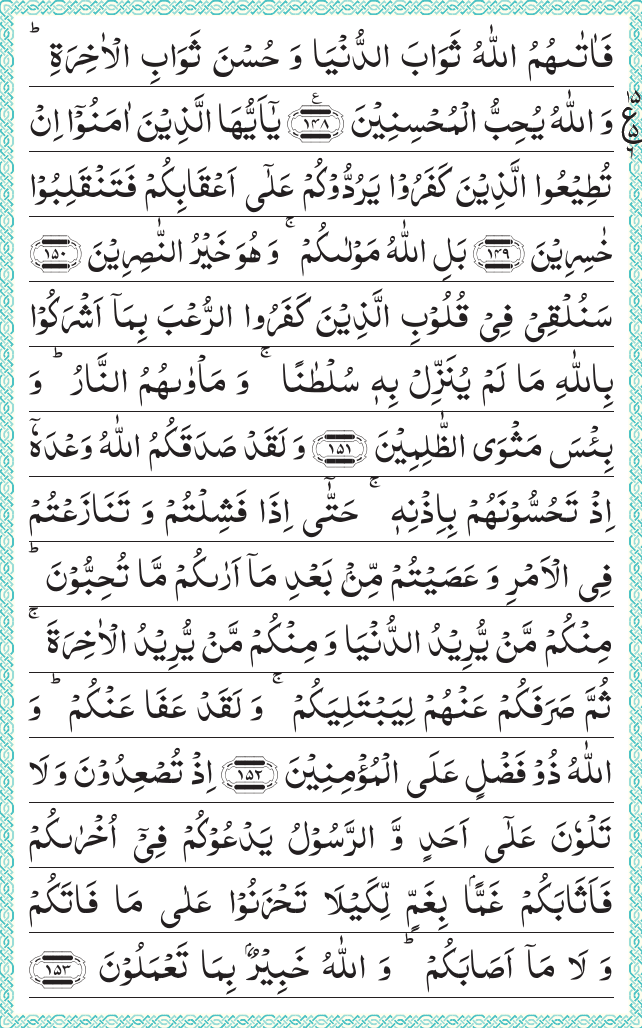 فَاٰتٰىهُمُ اللّٰهُ ثَوَابَ الدُّنْيَا وَ حُسْنَ ثَوَابِ الْاٰخِرَةِ ؕ
وَ اللّٰهُ يُحِبُّ الْمُحْسِنِيْنَ ﴿۱۴۸﴾ ع يٰۤاَيُّهَا الَّذِيْنَ اٰمَنُوْۤا اِنْ
تُطِيْعُوا الَّذِيْنَ كَفَرُوْا يَرُدُّوْكُمْ عَلٰۤى اَعْقَابِكُمْ فَتَنْقَلِبُوْا
خٰسِرِيْنَ ﴿۱۴۹﴾ بَلِ اللّٰهُ مَوْلٰىكُمْ ۚ وَ هُوَ خَيْرُ النّٰصِرِيْنَ ﴿۱۵۰﴾
سَنُلْقِيْ فِيْ قُلُوْبِ الَّذِيْنَ كَفَرُوا الرُّعْبَ بِمَاۤ اَشْرَكُوْا
بِاللّٰهِ مَا لَمْ يُنَزِّلْ بِهٖ سُلْطٰنًا ۚ وَ مَاْوٰىهُمُ النَّارُ ؕ وَ
بِئْسَ مَثْوَى الظّٰلِمِيْنَ ﴿۱۵۱﴾ وَ لَقَدْ صَدَقَكُمُ اللّٰهُ وَعْدَهٗۤ
اِذْ تَحُسُّوْنَهُمْ بِاِذْنِهٖ ۚ حَتّٰۤى اِذَا فَشِلْتُمْ وَ تَنَازَعْتُمْ
فِي الْاَمْرِ وَ عَصَيْتُمْ مِّنْۢ بَعْدِ مَاۤ اَرٰىكُمْ مَّا تُحِبُّوْنَ ؕ
مِنْكُمْ مَّنْ يُّرِيْدُ الدُّنْيَا وَ مِنْكُمْ مَّنْ يُّرِيْدُ الْاٰخِرَةَ ۚ
ثُمَّ صَرَفَكُمْ عَنْهُمْ لِيَبْتَلِيَكُمْ ۚ وَ لَقَدْ عَفَا عَنْكُمْ ؕ وَ
اللّٰهُ ذُوْ فَضْلٍ عَلَى الْمُؤْمِنِيْنَ ﴿۱۵۲﴾ اِذْ تُصْعِدُوْنَ وَ لَا
تَلْوٗنَ عَلٰۤى اَحَدٍ وَّ الرَّسُوْلُ يَدْعُوْكُمْ فِيْۤ اُخْرٰىكُمْ
فَاَثَابَكُمْ غَمًّۢا بِغَمٍّ لِّكَيْلَا تَحْزَنُوْا عَلٰى مَا فَاتَكُمْ
وَ لَا مَاۤ اَصَابَكُمْ ؕ وَ اللّٰهُ خَبِيْرٌۢ بِمَا تَعْمَلُوْنَ ﴿۱۵۳﴾